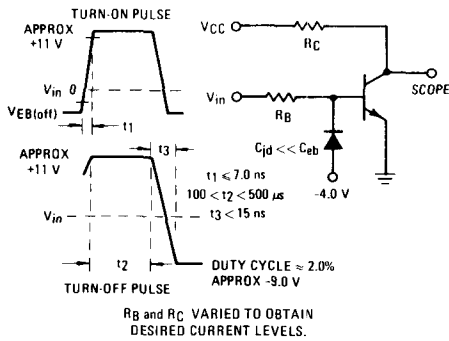 TURN-ON PULSE
APPROX
+11 V
Vin 0
VEB(off)
t1
t3
APPROX
+11 V
Vin
t2
TURN-OFF PULSE
t1 ⩽ 7.0 ns
100 < t2 < 500 μs
t3 < 15 ns
DUTY CYCLE ≈ 2.0%
APPROX -9.0 V
VCC
RC
SCOPE
Vin
RB
Cjd << Ceb
-4.0 V
RB and RC VARIED TO OBTAIN
DESIRED CURRENT LEVELS.